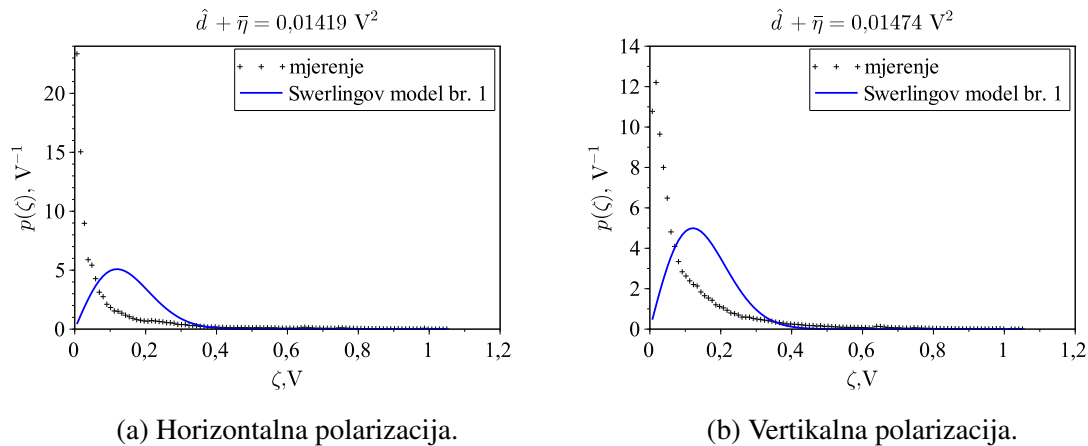 d̂ + η̄ = 0,01419 V²
mjerenje
Swerlingov model br. 1
20
15
10
5
0
p(ζ), V⁻¹
0 0,2 0,4 0,6 0,8 1 1,2
ζ,V
(a) Horizontalna polarizacija.
d̂ + η̄ = 0,01474 V²
mjerenje
Swerlingov model br. 1
14
12
10
8
6
4
2
0
p(ζ), V⁻¹
0 0,2 0,4 0,6 0,8 1 1,2
ζ,V
(b) Vertikalna polarizacija.